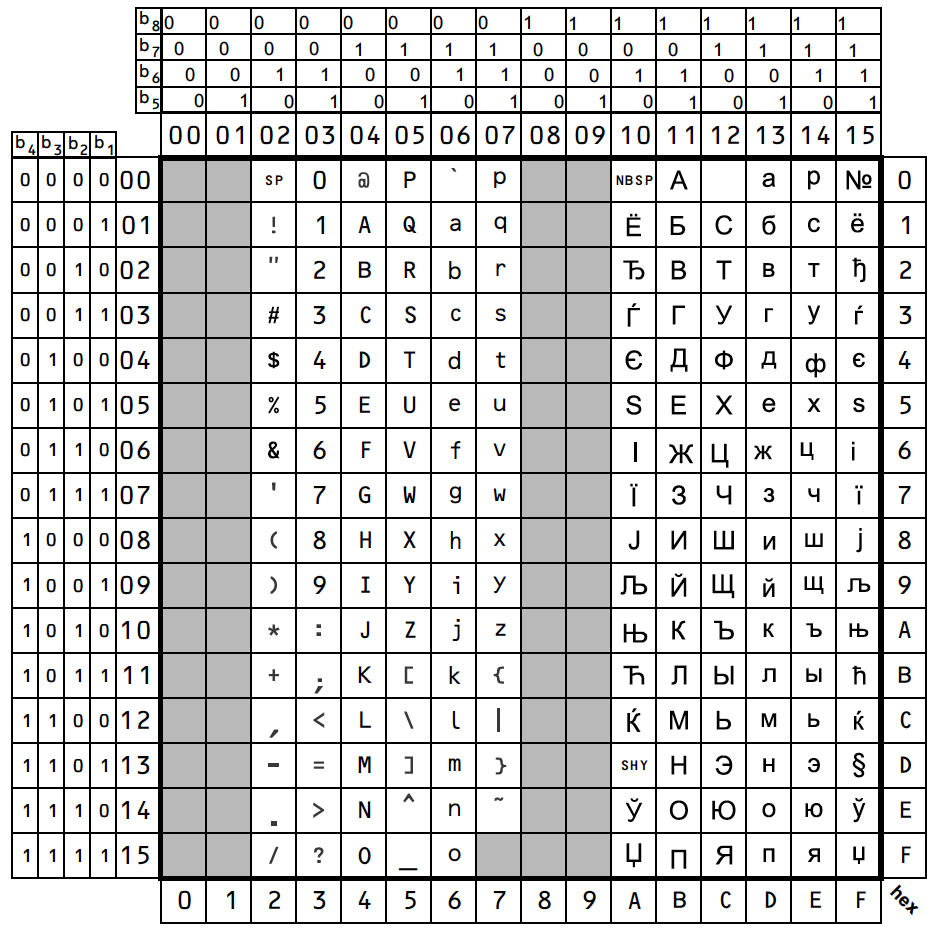 b8 0 0 0 0 0 0 0 0 1 1 1 1 1 1 1 1
b7 0 0 0 0 1 1 1 1 0 0 0 0 1 1 1 1
b6 0 0 1 1 0 0 1 1 0 0 1 1 0 0 1 1
b5 0 1 0 1 0 1 0 1 0 1 0 1 0 1 0 1
b4 b3 b2 b1 00 01 02 03 04 05 06 07 08 09 10 11 12 13 14 15
0 0 0 0 00 SP 0 @ P ` p NBSP А а р № 0
0 0 0 1 01 ! 1 A Q a q Ё Б С б с ё 1
0 0 1 0 02 " 2 B R b r Ђ В Т в т ђ 2
0 0 1 1 03 # 3 C S c s Ѓ Г У г у ѓ 3
0 1 0 0 04 $ 4 D T d t Є Д Ф д ф є 4
0 1 0 1 05 % 5 E U e u Ѕ Е Х е х ѕ 5
0 1 1 0 06 & 6 F V f v І Ж Ц ж ц і 6
0 1 1 1 07 ' 7 G W g w Ї З Ч з ч ї 7
1 0 0 0 08 ( 8 H X h x Ј И Ш и ш ј 8
1 0 0 1 09 ) 9 I Y i y Љ Й Щ й щ љ 9
1 0 1 0 10 * : J Z j z Њ К Ъ к ъ њ A
1 0 1 1 11 + ; K [ k { Ћ Л Ы л ы ћ B
1 1 0 0 12 , < L \ l | Ќ М Ь м ь ќ C
1 1 0 1 13 - = M ] m } SHY Н Э н э § D
1 1 1 0 14 . > N ^ n ~ Ў О Ю о ю ў E
1 1 1 1 15 / ? O _ o Џ П Я п я џ F
0 1 2 3 4 5 6 7 8 9 A B C D E F hex